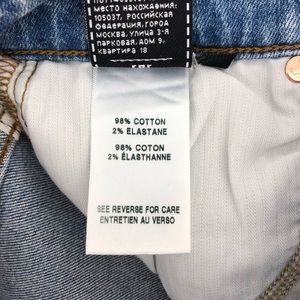 МЕСТО НАХОЖДЕНИЯ:
105037, РОССИЙСКАЯ
ФЕДЕРАЦИЯ, ГОРОД
МОСКВА, УЛИЦА 3-Я
ПАРКОВАЯ, ДОМ 9,
КВАРТИРА 18
98% COTTON
2% ELASTANE
98% COTON
2% ÉLASTHANNE
SEE REVERSE FOR CARE
ENTRETIEN AU VERSO